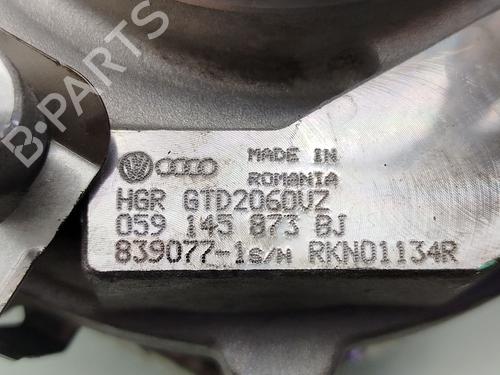 B-PARTS
MADE IN
ROMANIA
HGR GTD2060VZ
059 145 873 BJ
839077-1 S/N RKN01134R